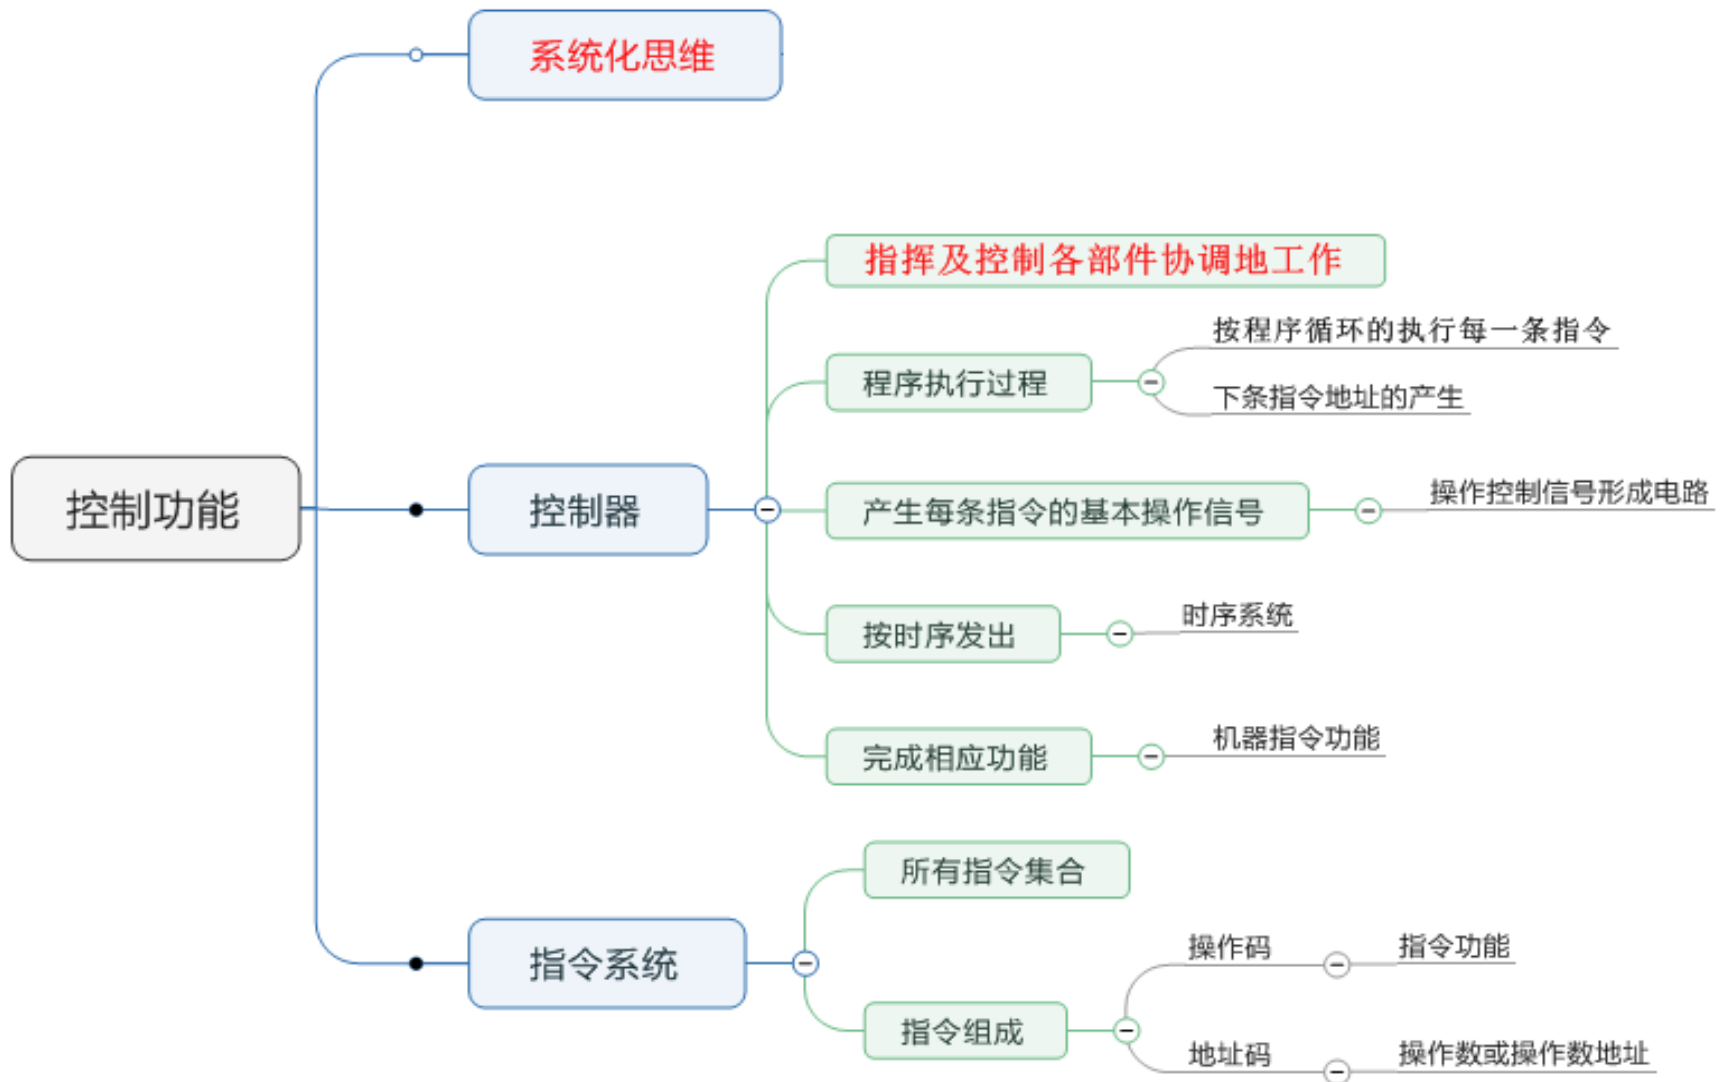 系统化思维
指挥及控制各部件协调地工作
按程序循环的执行每一条指令
程序执行过程
下条指令地址的产生
控制功能
控制器
产生每条指令的基本操作信号
操作控制信号形成电路
按时序发出
时序系统
完成相应功能
机器指令功能
所有指令集合
指令系统
操作码
指令功能
指令组成
地址码
操作数或操作数地址